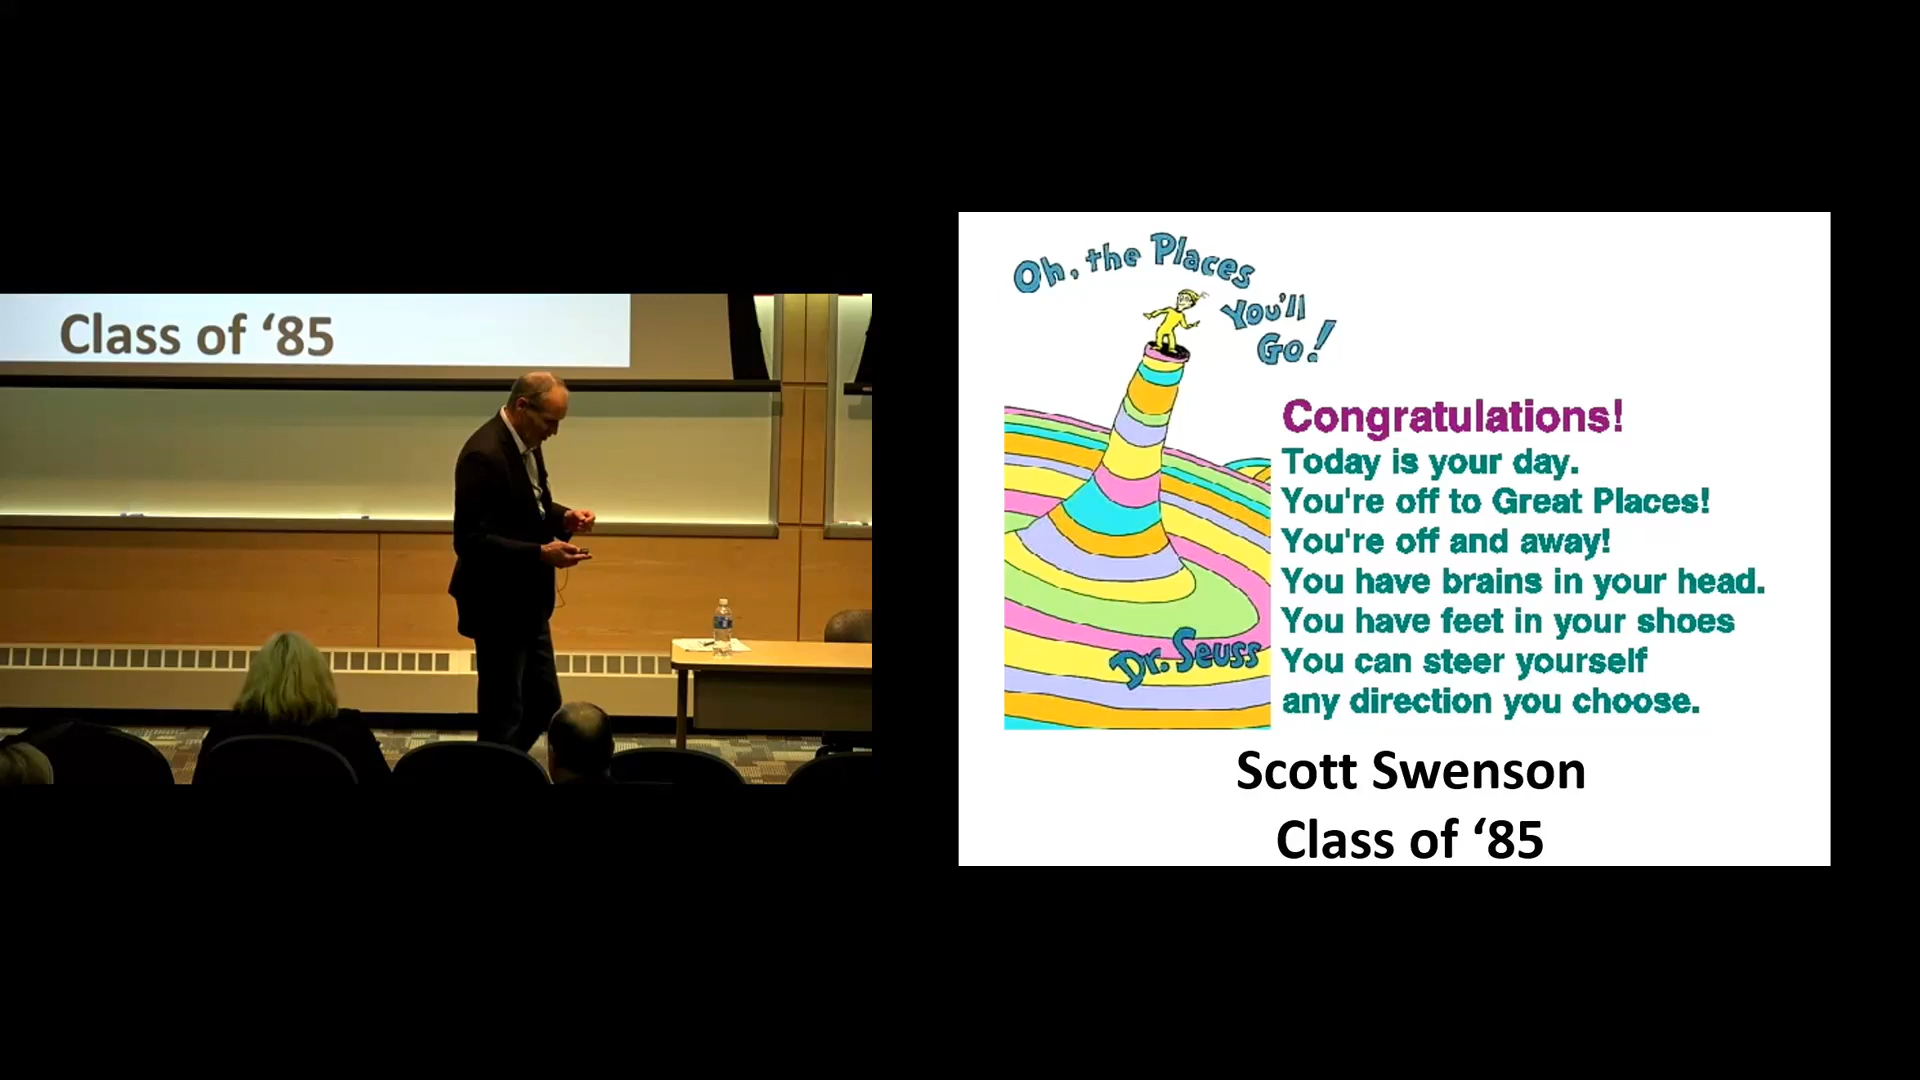 Class of ‘85
Oh, the Places
You'll
Go!
Congratulations!
Today is your day.
You're off to Great Places!
You're off and away!
You have brains in your head.
You have feet in your shoes
You can steer yourself
any direction you choose.
Dr. Seuss
Scott Swenson
Class of ‘85